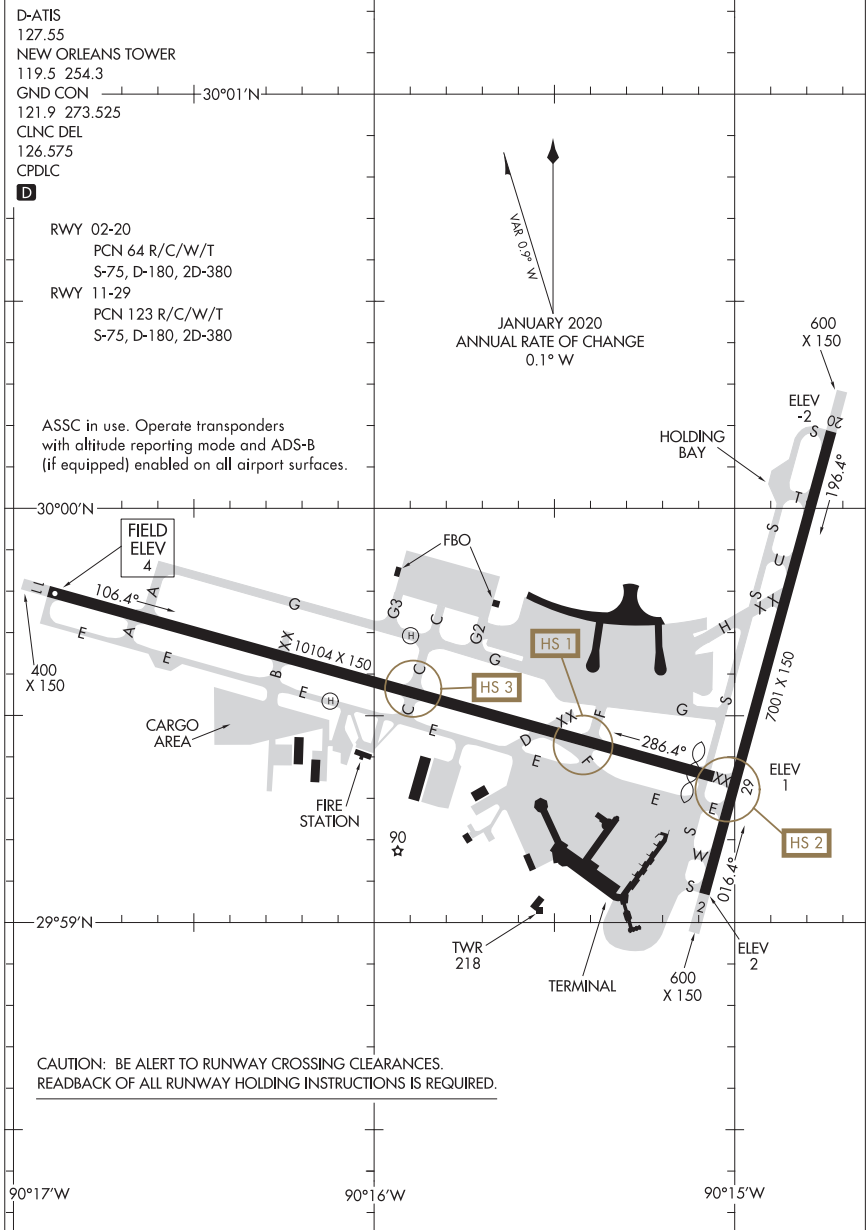 D-ATIS
127.55
NEW ORLEANS TOWER
119.5 254.3
GND CON
121.9 273.525
CLNC DEL
126.575
CPDLC
D
30°01'N
RWY 02-20
PCN 64 R/C/W/T
S-75, D-180, 2D-380
RWY 11-29
PCN 123 R/C/W/T
S-75, D-180, 2D-380
VAR 0.9° W
JANUARY 2020
ANNUAL RATE OF CHANGE
0.1° W
600
X 150
ELEV
-2
20
S
196.4°
HOLDING
BAY
ASSC in use. Operate transponders
with altitude reporting mode and ADS-B
(if equipped) enabled on all airport surfaces.
30°00'N
T
S
U
S
XX
H
S
FIELD
ELEV
4
FBO
11
106.4°
A
A
G
G3
C
G2
H
G
E
E
XX
10104 X 150
B
E
H
C
C
E
HS 3
HS 1
400
X 150
CARGO
AREA
FIRE
STATION
D
XX
F
F
E
G
286.4°
7001 X 150
XX
29
E
E
ELEV
1
HS 2
S
W
S
016.4°
2
90
29°59'N
TWR
218
TERMINAL
600
X 150
ELEV
2
CAUTION: BE ALERT TO RUNWAY CROSSING CLEARANCES.
READBACK OF ALL RUNWAY HOLDING INSTRUCTIONS IS REQUIRED.
90°17'W
90°16'W
90°15'W